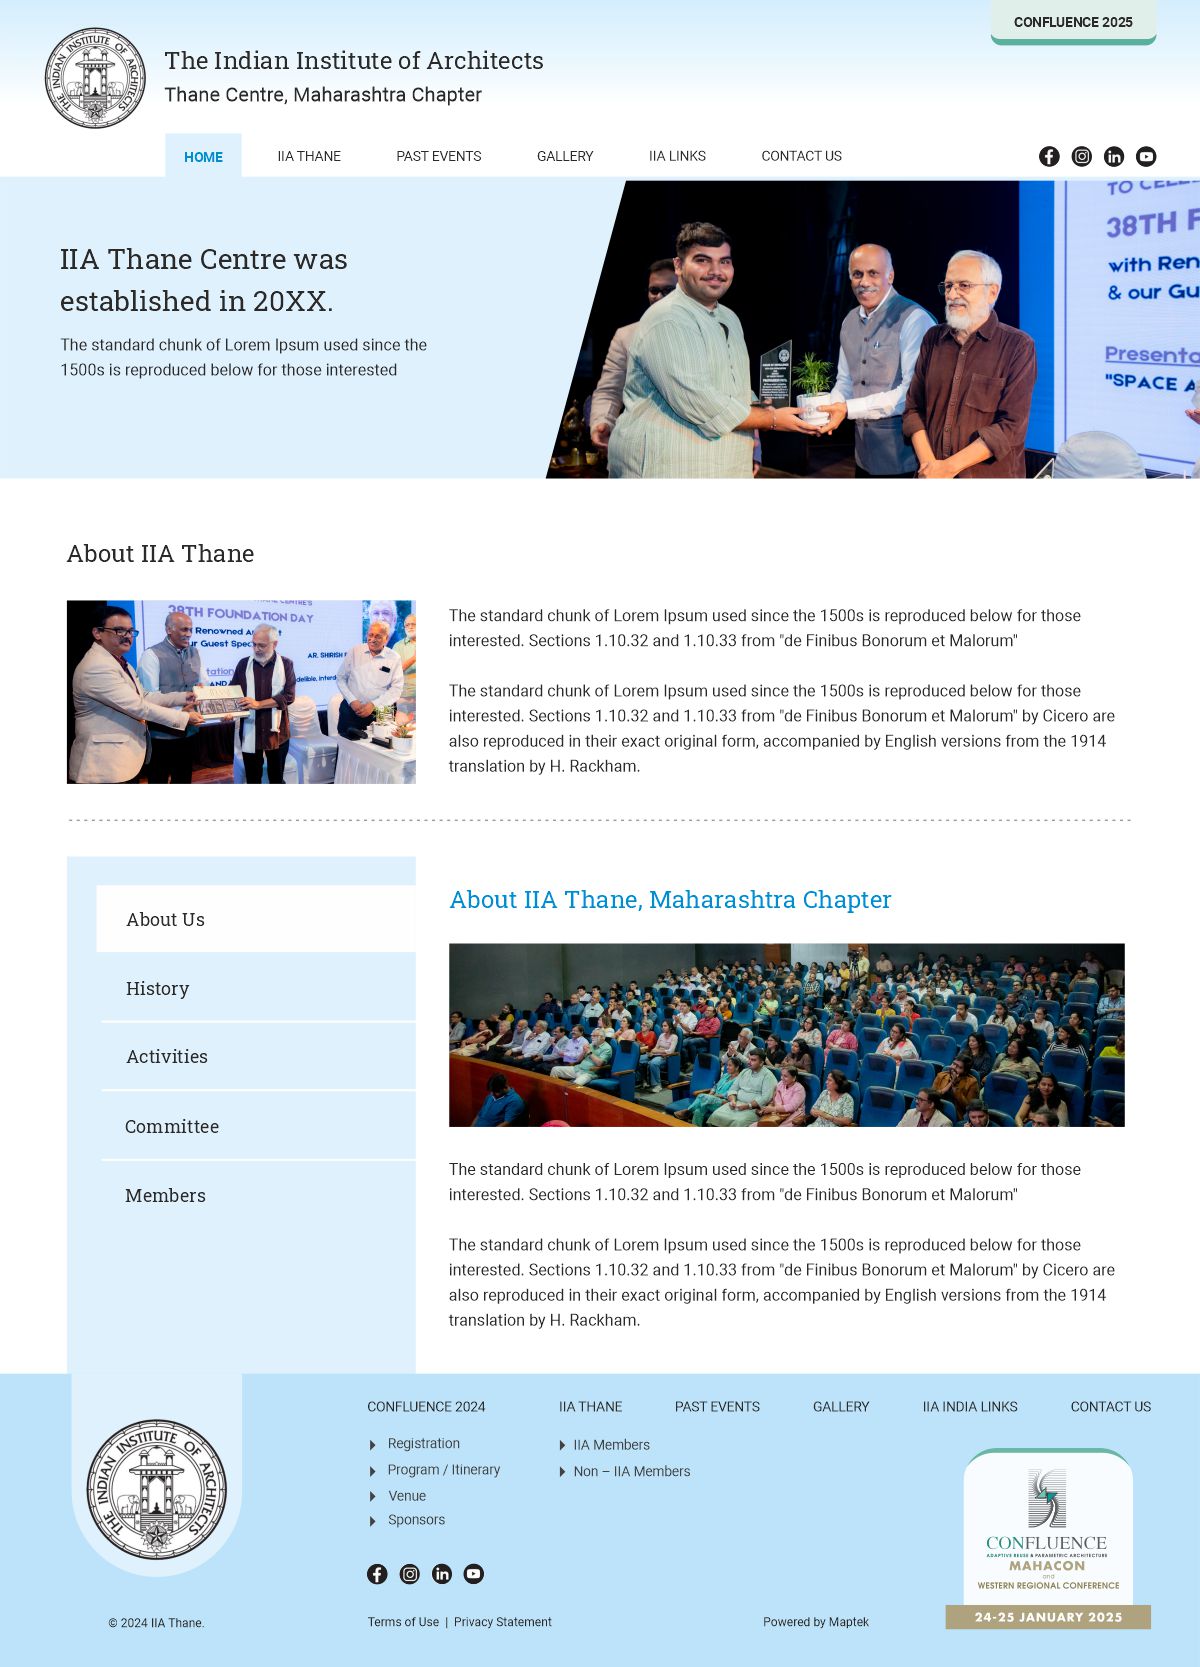 CONFLUENCE 2025
THE INDIAN INSTITUTE OF ARCHITECTS
The Indian Institute of Architects
Thane Centre, Maharashtra Chapter
HOME
IIA THANE
PAST EVENTS
GALLERY
IIA LINKS
CONTACT US
IIA Thane Centre was
established in 20XX.
The standard chunk of Lorem Ipsum used since the
1500s is reproduced below for those interested
38TH F
with Ren
& our Gu
Presenta
"SPACE A
About IIA Thane
38TH FOUNDATION DAY
Renowned A
ur Guest Spe
AR. SHIRISH
The standard chunk of Lorem Ipsum used since the 1500s is reproduced below for those
interested. Sections 1.10.32 and 1.10.33 from "de Finibus Bonorum et Malorum"
The standard chunk of Lorem Ipsum used since the 1500s is reproduced below for those
interested. Sections 1.10.32 and 1.10.33 from "de Finibus Bonorum et Malorum" by Cicero are
also reproduced in their exact original form, accompanied by English versions from the 1914
translation by H. Rackham.
About Us
History
Activities
Committee
Members
About IIA Thane, Maharashtra Chapter
The standard chunk of Lorem Ipsum used since the 1500s is reproduced below for those
interested. Sections 1.10.32 and 1.10.33 from "de Finibus Bonorum et Malorum"
The standard chunk of Lorem Ipsum used since the 1500s is reproduced below for those
interested. Sections 1.10.32 and 1.10.33 from "de Finibus Bonorum et Malorum" by Cicero are
also reproduced in their exact original form, accompanied by English versions from the 1914
translation by H. Rackham.
THE INDIAN INSTITUTE OF ARCHITECTS
© 2024 IIA Thane.
CONFLUENCE 2024
Registration
Program / Itinerary
Venue
Sponsors
IIA THANE
IIA Members
Non – IIA Members
PAST EVENTS
GALLERY
IIA INDIA LINKS
CONTACT US
Terms of Use | Privacy Statement
Powered by Maptek
CONFLUENCE
ADAPTIVE REUSE & PARAMETRIC ARCHITECTURE
MAHACON
and
WESTERN REGIONAL CONFERENCE
24-25 JANUARY 2025